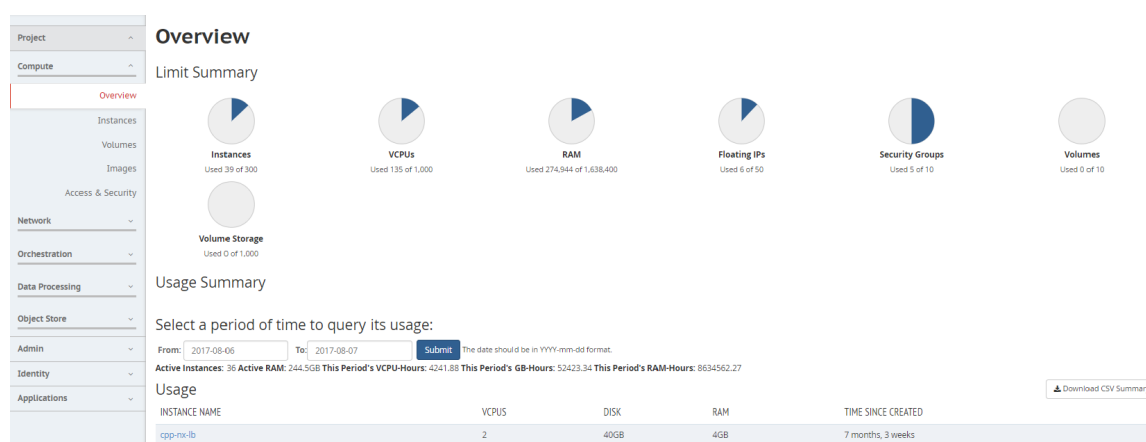 Project
Compute
Overview
Instances
Volumes
Images
Access & Security
Network
Orchestration
Data Processing
Object Store
Admin
Identity
Applications
Overview
Limit Summary
Instances
Used 39 of 300
VCPUs
Used 135 of 1,000
RAM
Used 274,944 of 1,638,400
Floating IPs
Used 6 of 50
Security Groups
Used 5 of 10
Volumes
Used 0 of 10
Volume Storage
Used 0 of 1,000
Usage Summary
Select a period of time to query its usage:
From: 2017-08-06 To: 2017-08-07 Submit The date should be in YYYY-mm-dd format.
Active Instances: 36 Active RAM: 244.5GB This Period's VCPU-Hours: 4241.88 This Period's GB-Hours: 52423.34 This Period's RAM-Hours: 8634562.27
Usage
Download CSV Summar
INSTANCE NAME VCPUS DISK RAM TIME SINCE CREATED
cpp-nx-lb 2 40GB 4GB 7 months, 3 weeks